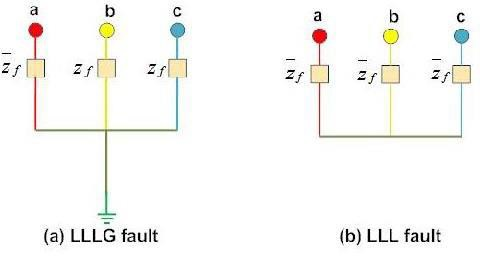 a b c
z̅f zf zf
(a) LLLG fault
a b c
z̅f z̅f z̅f
(b) LLL fault